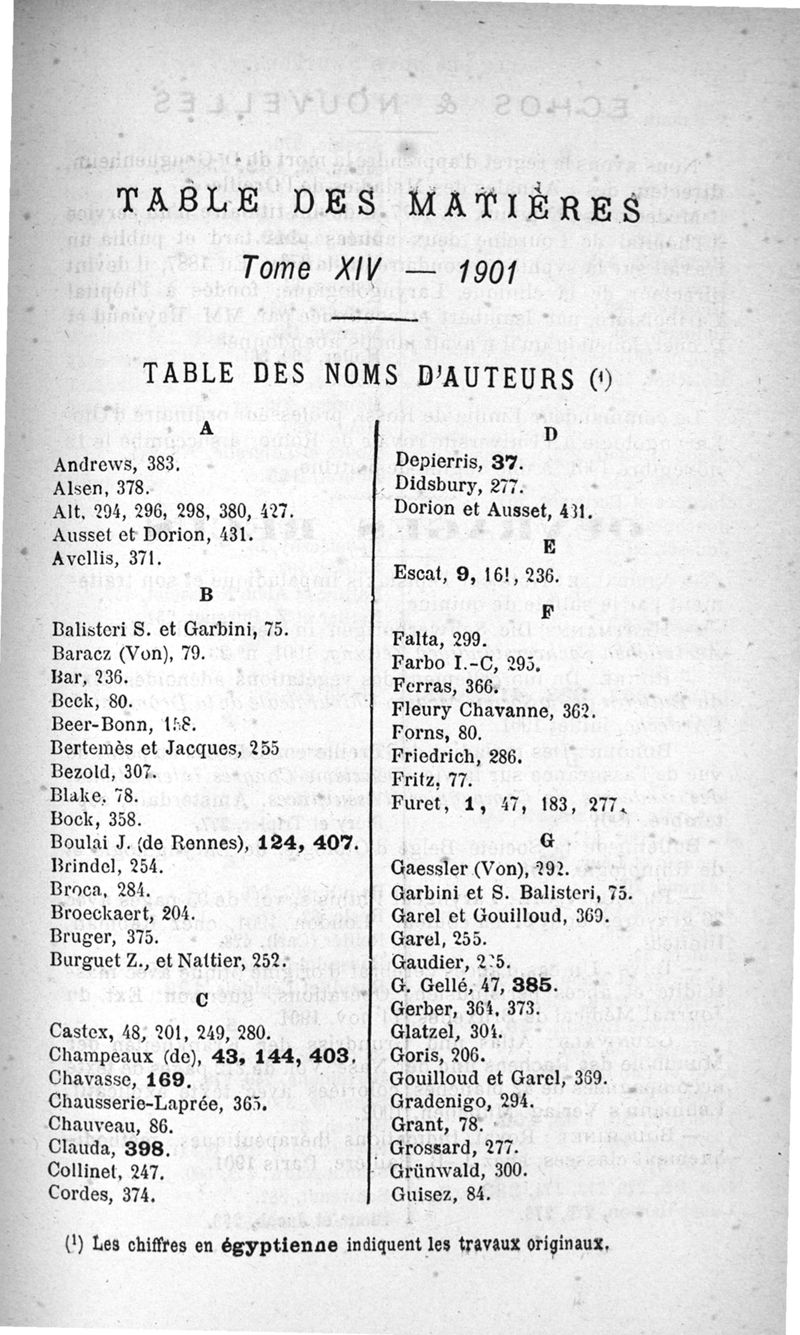 TABLE DES MATIÈRES
Tome XIV — 1901
TABLE DES NOMS D'AUTEURS (¹)
A
Andrews, 383.
Alsen, 378.
Alt, 294, 296, 298, 380, 427.
Ausset et Dorion, 431.
Avellis, 371.
B
Balisteri S. et Garbini, 75.
Baracz (Von), 79.
Bar, 236.
Beck, 80.
Beer-Bonn, 158.
Bertemès et Jacques, 255
Bezold, 307.
Blake, 78.
Bock, 358.
Boulai J. (de Rennes), 124, 407.
Brindel, 254.
Broca, 284.
Broeckaert, 204.
Bruger, 375.
Burguet Z., et Nattier, 252.
C
Castex, 48, 201, 249, 280.
Champeaux (de), 43, 144, 403.
Chavasse, 169.
Chausserie-Laprée, 365.
Chauveau, 86.
Clauda, 398.
Collinet, 247.
Cordes, 374.
D
Depierris, 37.
Didsbury, 277.
Dorion et Ausset, 431.
E
Escat, 9, 161, 236.
F
Falta, 299.
Farbo I.-C, 295.
Ferras, 366.
Fleury Chavanne, 362.
Forns, 80.
Friedrich, 286.
Fritz, 77.
Furet, 1, 47, 183, 277.
G
Gaessler (Von), 292.
Garbini et S. Balisteri, 75.
Garel et Gouilloud, 369.
Garel, 255.
Gaudier,
G. Gellé, 47, 385.
Gerber, 364, 373.
Glatzel, 304.
Goris, 206.
Gouilloud et Garel, 369.
Gradenigo, 294.
Grant, 78.
Grossard, 277.
Grünwald, 300.
Guisez, 84.
(¹) Les chiffres en égyptienne indiquent les travaux originaux.